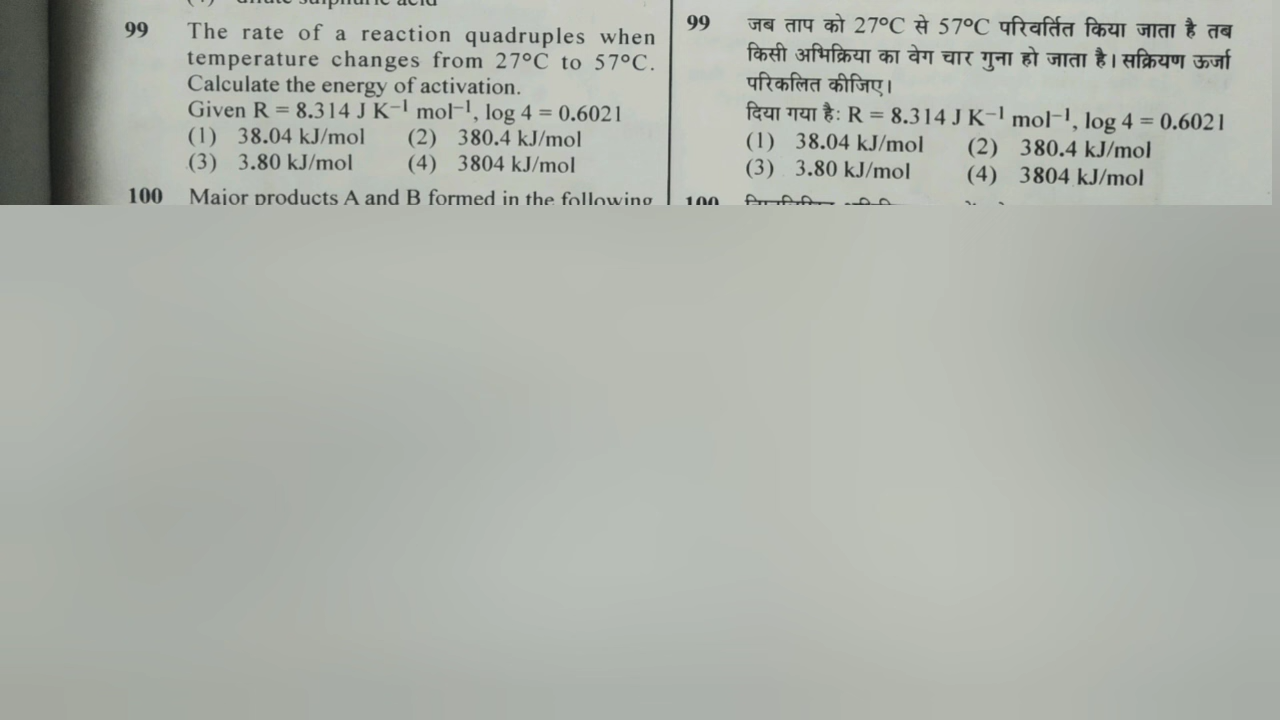 99 The rate of a reaction quadruples when
temperature changes from 27°C to 57°C.
Calculate the energy of activation.
Given R = 8.314 J K⁻¹ mol⁻¹, log 4 = 0.6021
(1) 38.04 kJ/mol (2) 380.4 kJ/mol
(3) 3.80 kJ/mol (4) 3804 kJ/mol
100 Major products A and B formed in the following
99 जब ताप को 27°C से 57°C परिवर्तित किया जाता है तब
किसी अभिक्रिया का वेग चार गुना हो जाता है। सक्रियण ऊर्जा
परिकलित कीजिए।
दिया गया है: R = 8.314 J K⁻¹ mol⁻¹, log 4 = 0.6021
(1) 38.04 kJ/mol (2) 380.4 kJ/mol
(3) 3.80 kJ/mol (4) 3804 kJ/mol
100